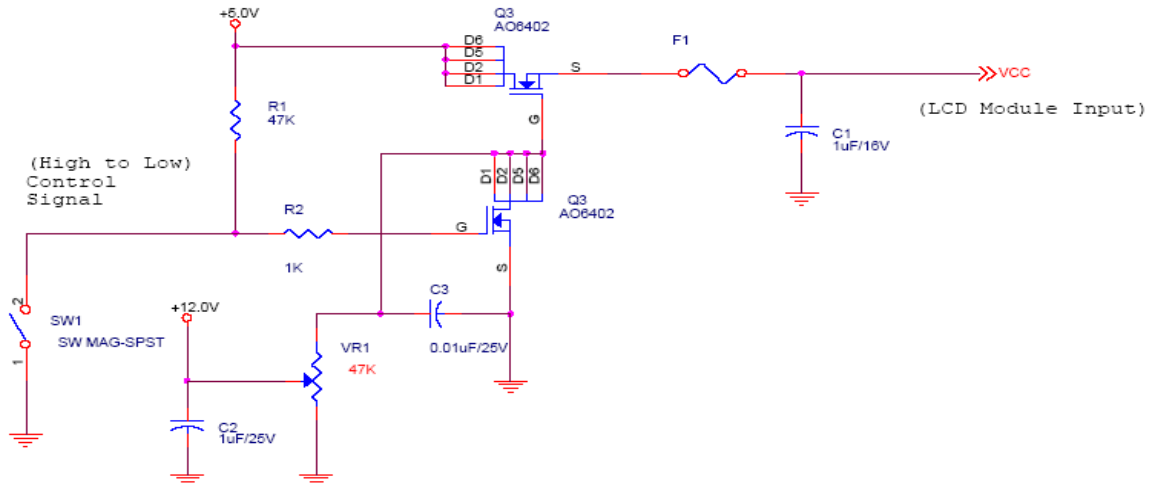 +5.0V
Q3
AO6402
D6
D5
D2
D1
S
F1
VCC
(LCD Module Input)
R1
47K
G
C1
1uF/16V
(High to Low)
Control
Signal
D1
D2
D5
D6
Q3
AO6402
R2
1K
G
S
2
1
SW1
SW MAG-SPST
+12.0V
C3
0.01uF/25V
VR1
47K
C2
1uF/25V